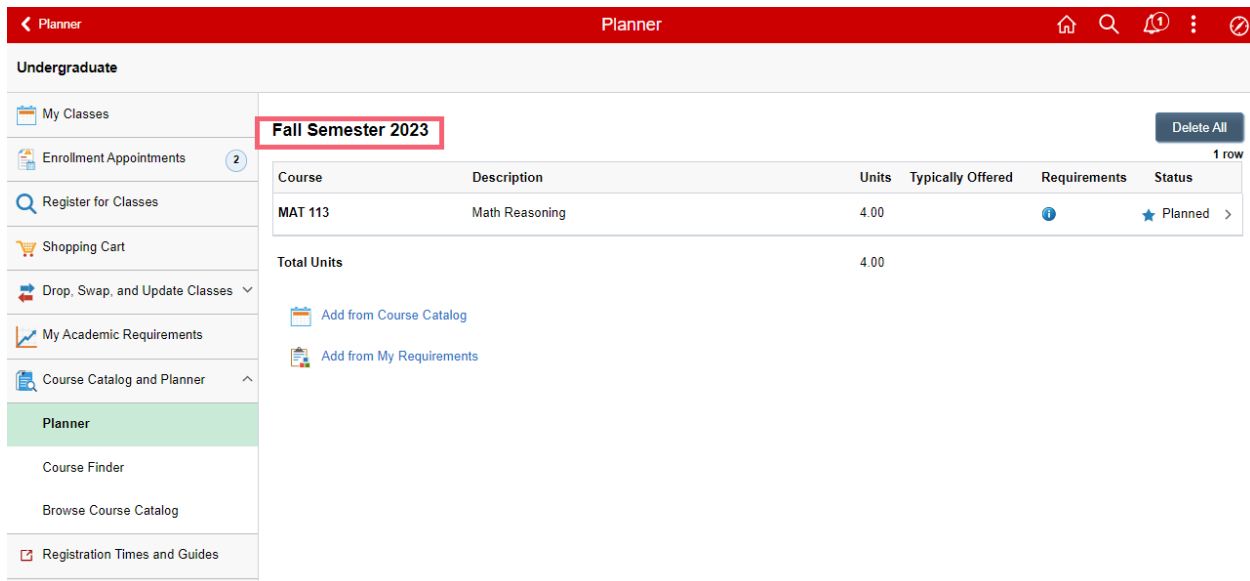 Planner
Planner
1
Undergraduate
My Classes
Enrollment Appointments 2
Register for Classes
Shopping Cart
Drop, Swap, and Update Classes
My Academic Requirements
Course Catalog and Planner
Planner
Course Finder
Browse Course Catalog
Registration Times and Guides
Fall Semester 2023
Delete All
1 row
Course Description Units Typically Offered Requirements Status
MAT 113 Math Reasoning 4.00 Planned
Total Units 4.00
Add from Course Catalog
Add from My Requirements